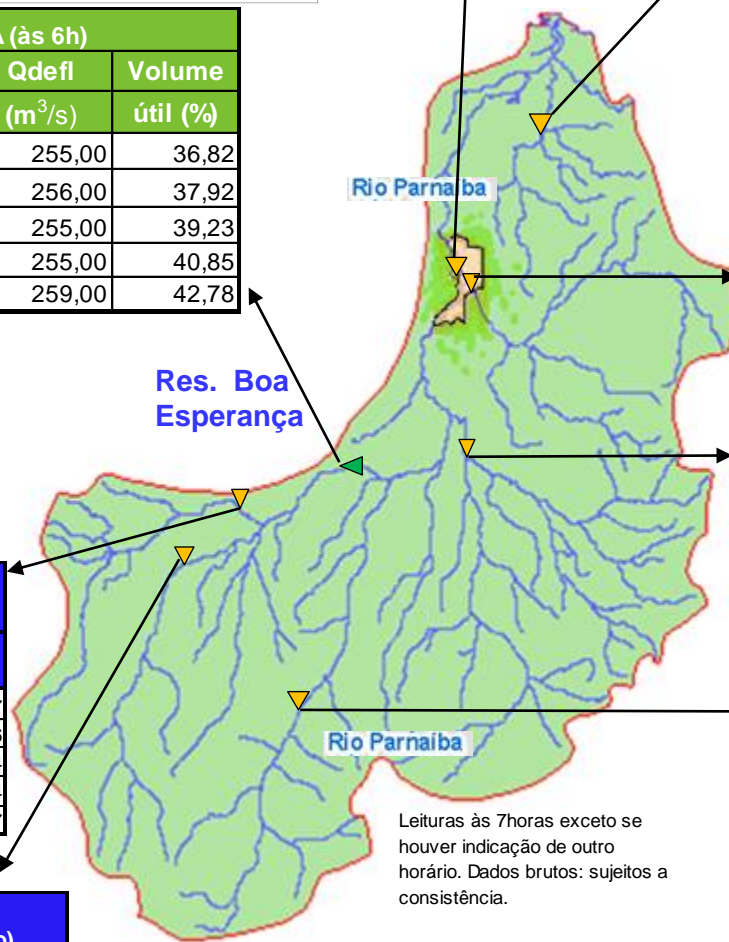 A (às 6h)
Qdefl Volume
(m³/s) útil (%)
255,00 36,82
256,00 37,92
255,00 39,23
255,00 40,85
259,00 42,78
Rio Parnaíba
Res. Boa
Esperança
Rio Parnaíba
Leituras às 7horas exceto se
houver indicação de outro
horário. Dados brutos: sujeitos a
consistência.